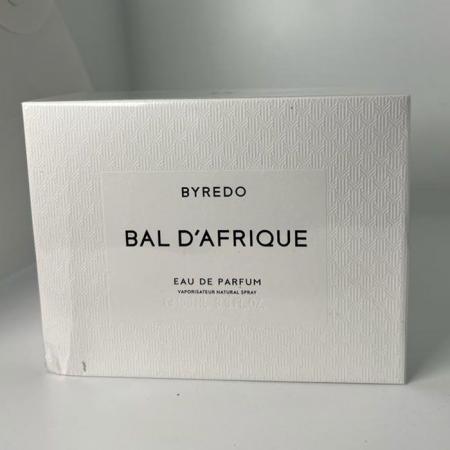 BYREDO
BAL D'AFRIQUE
EAU DE PARFUM
VAPORISATEUR NATURAL SPRAY